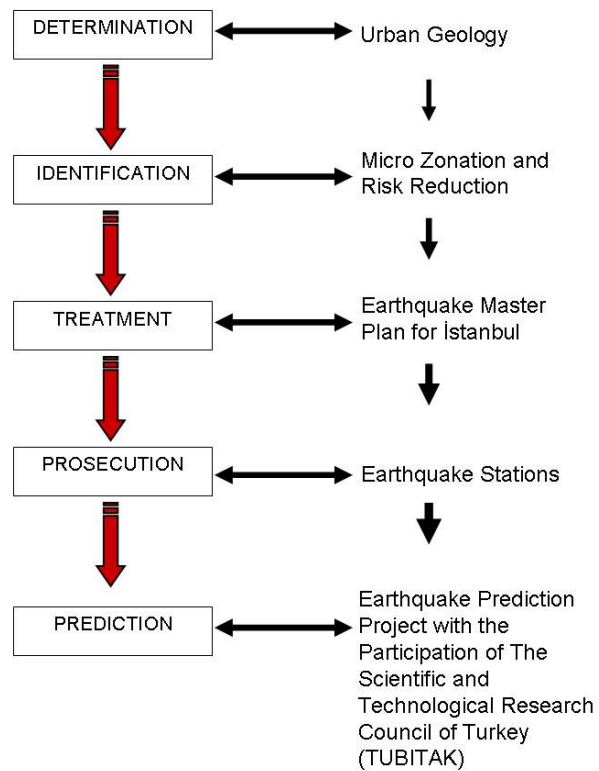 DETERMINATION
Urban Geology
IDENTIFICATION
Micro Zonation and
Risk Reduction
TREATMENT
Earthquake Master
Plan for İstanbul
PROSECUTION
Earthquake Stations
PREDICTION
Earthquake Prediction
Project with the
Participation of The
Scientific and
Technological Research
Council of Turkey
(TUBITAK)